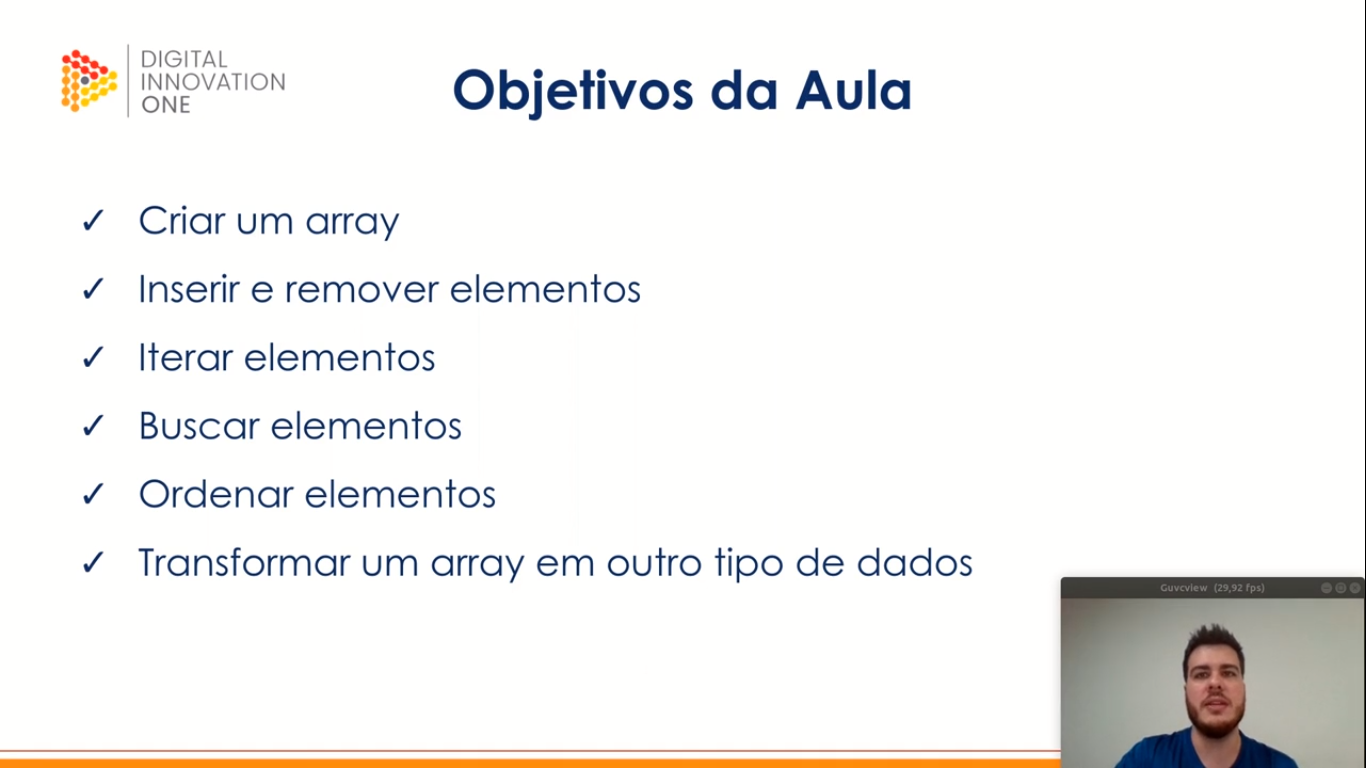 DIGITAL
INNOVATION
ONE
Objetivos da Aula
✓ Criar um array
✓ Inserir e remover elementos
✓ Iterar elementos
✓ Buscar elementos
✓ Ordenar elementos
✓ Transformar um array em outro tipo de dados
Guvcview (29,92 fps)